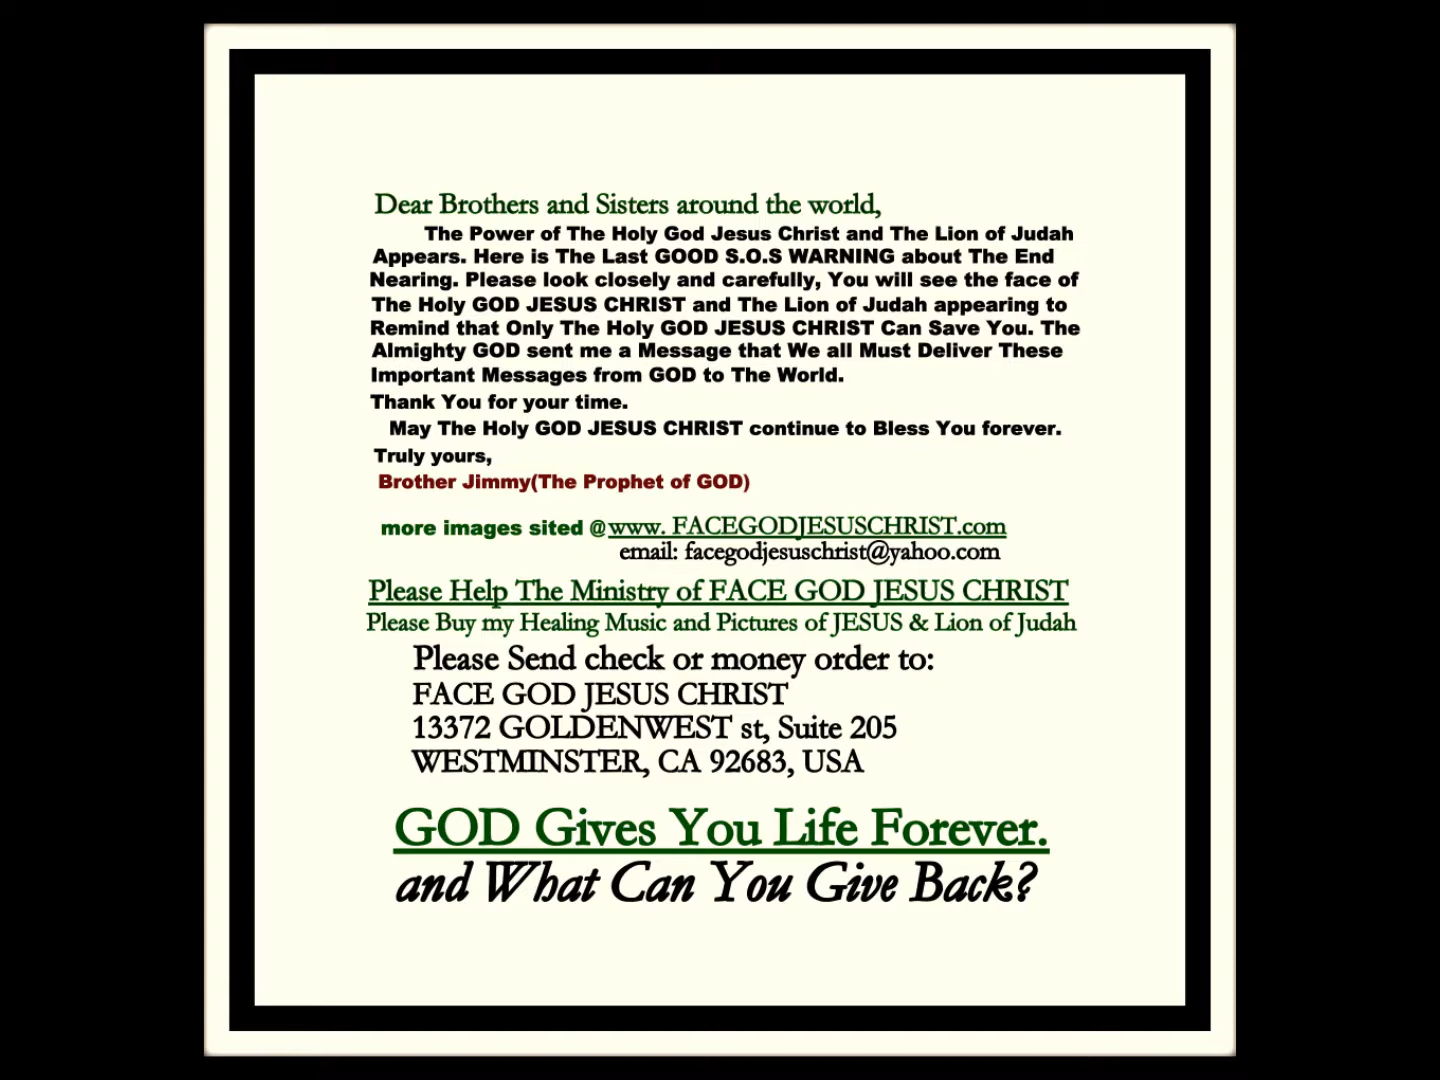 Dear Brothers and Sisters around the world,
The Power of The Holy God Jesus Christ and The Lion of Judah
Appears. Here is The Last GOOD S.O.S WARNING about The End
Nearing. Please look closely and carefully, You will see the face of
The Holy GOD JESUS CHRIST and The Lion of Judah appearing to
Remind that Only The Holy GOD JESUS CHRIST Can Save You. The
Almighty GOD sent me a Message that We all Must Deliver These
Important Messages from GOD to The World.
Thank You for your time.
May The Holy GOD JESUS CHRIST continue to Bless You forever.
Truly yours,
Brother Jimmy(The Prophet of GOD)
more images sited @www. FACEGODJESUSCHRIST.com
email: facegodjesuschrist@yahoo.com
Please Help The Ministry of FACE GOD JESUS CHRIST
Please Buy my Healing Music and Pictures of JESUS & Lion of Judah
Please Send check or money order to:
FACE GOD JESUS CHRIST
13372 GOLDENWEST st, Suite 205
WESTMINSTER, CA 92683, USA
GOD Gives You Life Forever.
and What Can You Give Back?